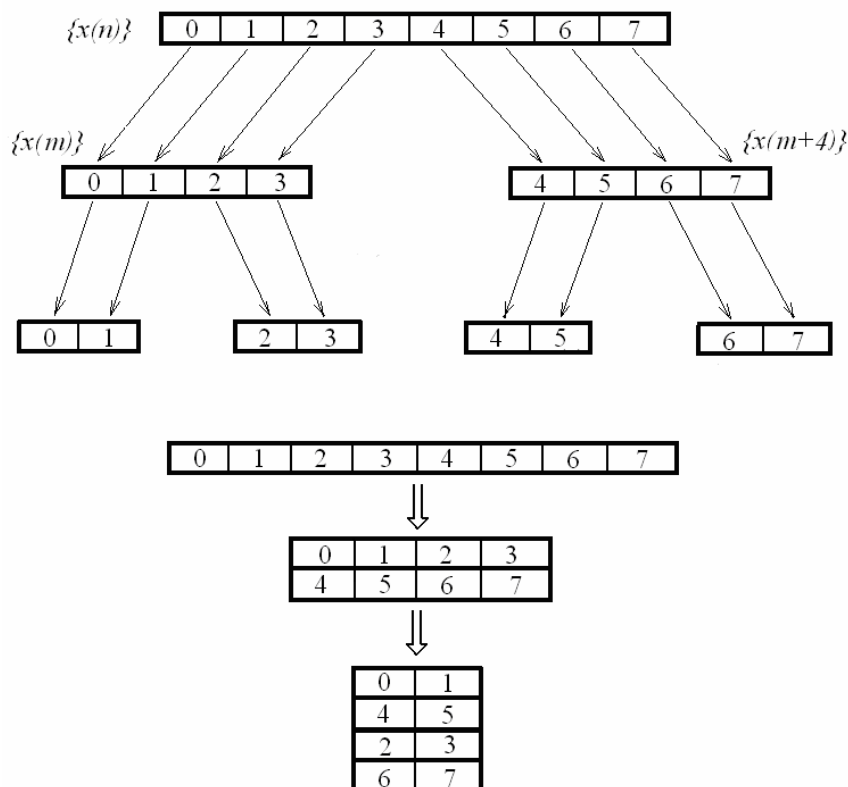 {x(n)} 0 1 2 3 4 5 6 7
{x(m)} {x(m+4)}
0 1 2 3 4 5 6 7
0 1 2 3 4 5 6 7
0 1 2 3 4 5 6 7
0 1 2 3
4 5 6 7
0 1
4 5
2 3
6 7